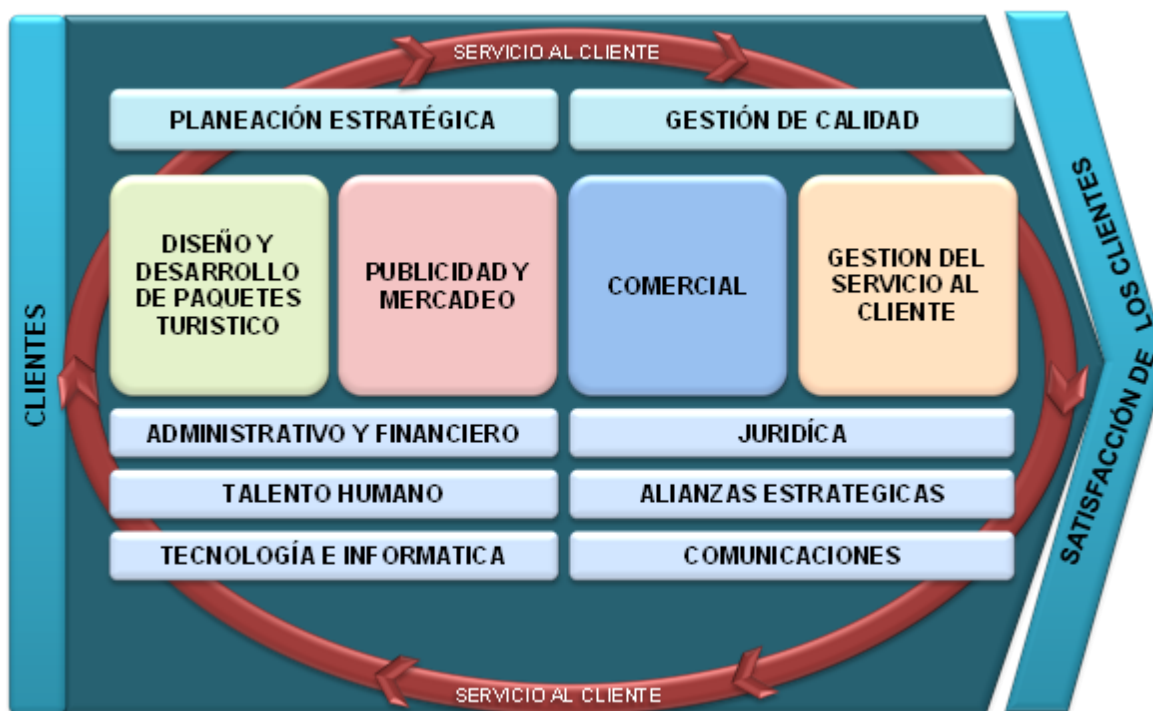 SERVICIO AL CLIENTE
PLANEACIÓN ESTRATÉGICA
GESTIÓN DE CALIDAD
CLIENTES
DISEÑO Y
DESARROLLO
DE PAQUETES
TURISTICO
PUBLICIDAD Y
MERCADEO
COMERCIAL
GESTION DEL
SERVICIO AL
CLIENTE
SATISFACCIÓN DE LOS CLIENTES
ADMINISTRATIVO Y FINANCIERO
JURIDÍCA
TALENTO HUMANO
ALIANZAS ESTRATEGICAS
TECNOLOGÍA E INFORMATICA
COMUNICACIONES
SERVICIO AL CLIENTE